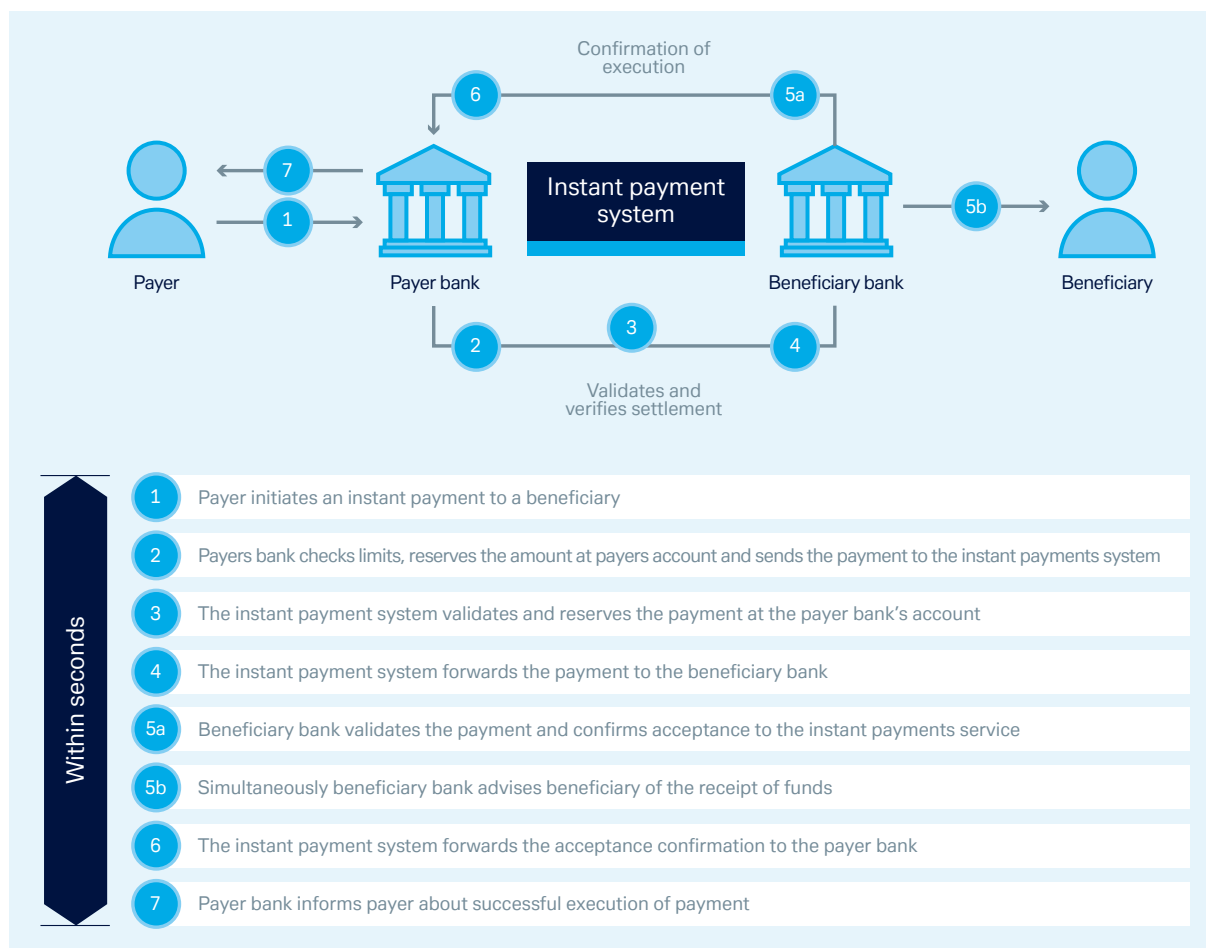 Confirmation of
execution
6
5a
7
1
Instant payment
system
5b
Payer
Payer bank
Beneficiary bank
Beneficiary
2
3
4
Validates and
verifies settlement
Within seconds
1 Payer initiates an instant payment to a beneficiary
2 Payers bank checks limits, reserves the amount at payers account and sends the payment to the instant payments system
3 The instant payment system validates and reserves the payment at the payer bank's account
4 The instant payment system forwards the payment to the beneficiary bank
5a Beneficiary bank validates the payment and confirms acceptance to the instant payments service
5b Simultaneously beneficiary bank advises beneficiary of the receipt of funds
6 The instant payment system forwards the acceptance confirmation to the payer bank
7 Payer bank informs payer about successful execution of payment